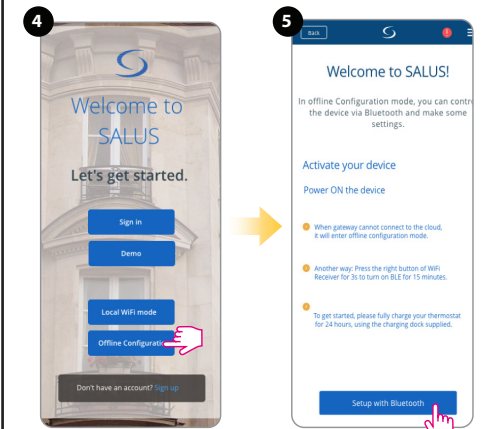 4
Welcome to
SALUS
Let's get started.
Sign in
Demo
Local WiFi mode
Offline Configuration
Don't have an account? Sign up
5
Back
!
Welcome to SALUS!
In offline Configuration mode, you can contr
the device via Bluetooth and make some
settings.
Activate your device
Power ON the device
When gateway cannot connect to the cloud,
it will enter offline configuration mode.
Another way: Press the right button of WiFi
Receiver for 3s to turn on BLE for 15 minutes.
To get started, please fully charge your thermostat
for 24 hours, using the charging dock supplied.
Setup with Bluetooth